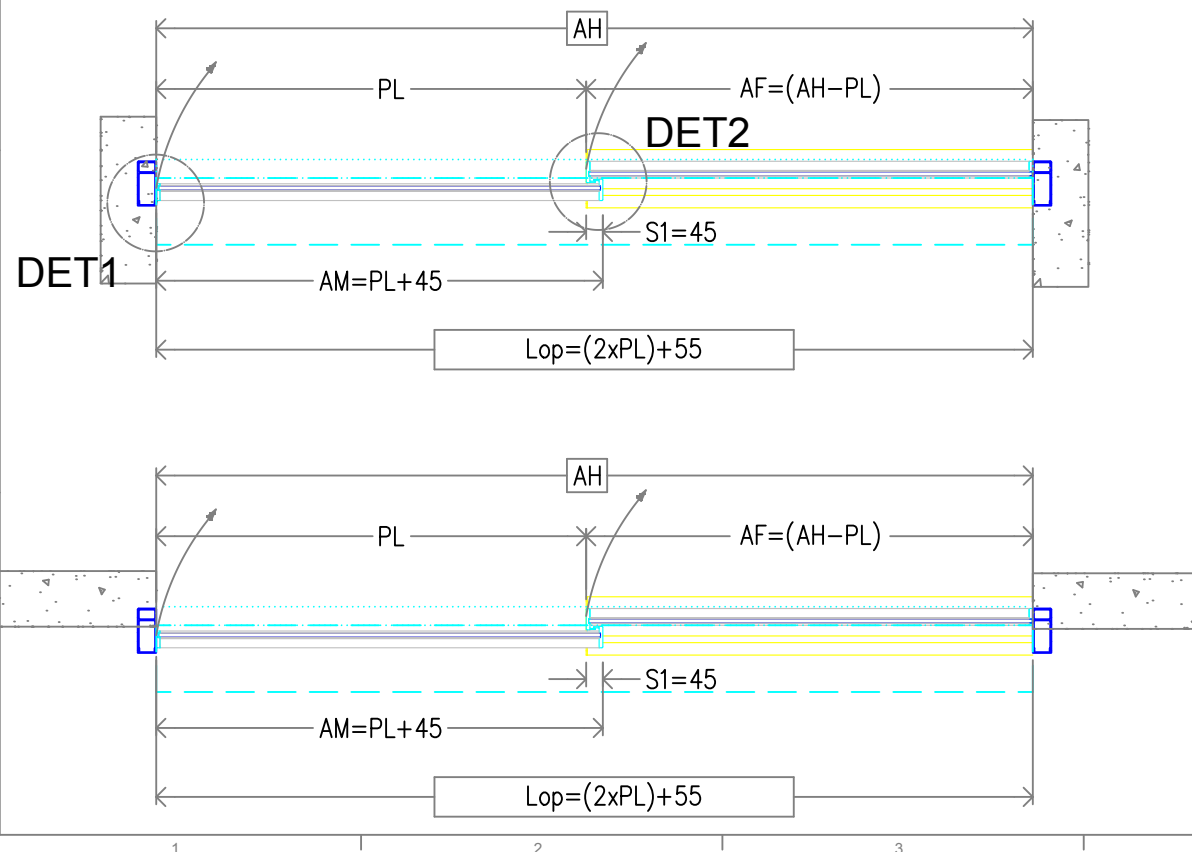 AH
PL
AF=(AH-PL)
DET2
S1=45
DET1
AM=PL+45
Lop=(2xPL)+55
AH
PL
AF=(AH-PL)
S1=45
AM=PL+45
Lop=(2xPL)+55
1
2
3